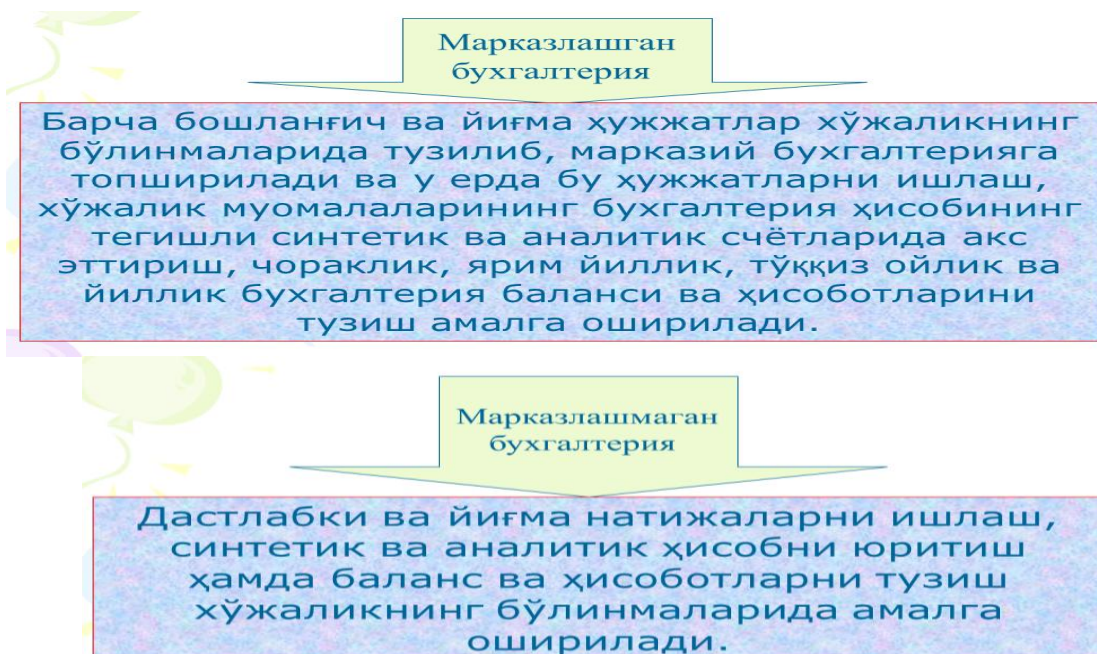 Марказлашган
бухгалтерия
Барча бошланғич ва йиғма ҳужжатлар хўжаликнинг
бўлинмаларида тузилиб, марказий бухгалтерияга
топширилади ва у ерда бу ҳужжатларни ишлаш,
хўжалик муомалаларининг бухгалтерия ҳисобининг
тегишли синтетик ва аналитик счётларида акс
эттириш, чораклик, ярим йиллик, тўққиз ойлик ва
йиллик бухгалтерия баланси ва ҳисоботларини
тузиш амалга оширилади.
Марказлашмаган
бухгалтерия
Дастлабки ва йиғма натижаларни ишлаш,
синтетик ва аналитик ҳисобни юритиш
ҳамда баланс ва ҳисоботларни тузиш
хўжаликнинг бўлинмаларида амалга
оширилади.